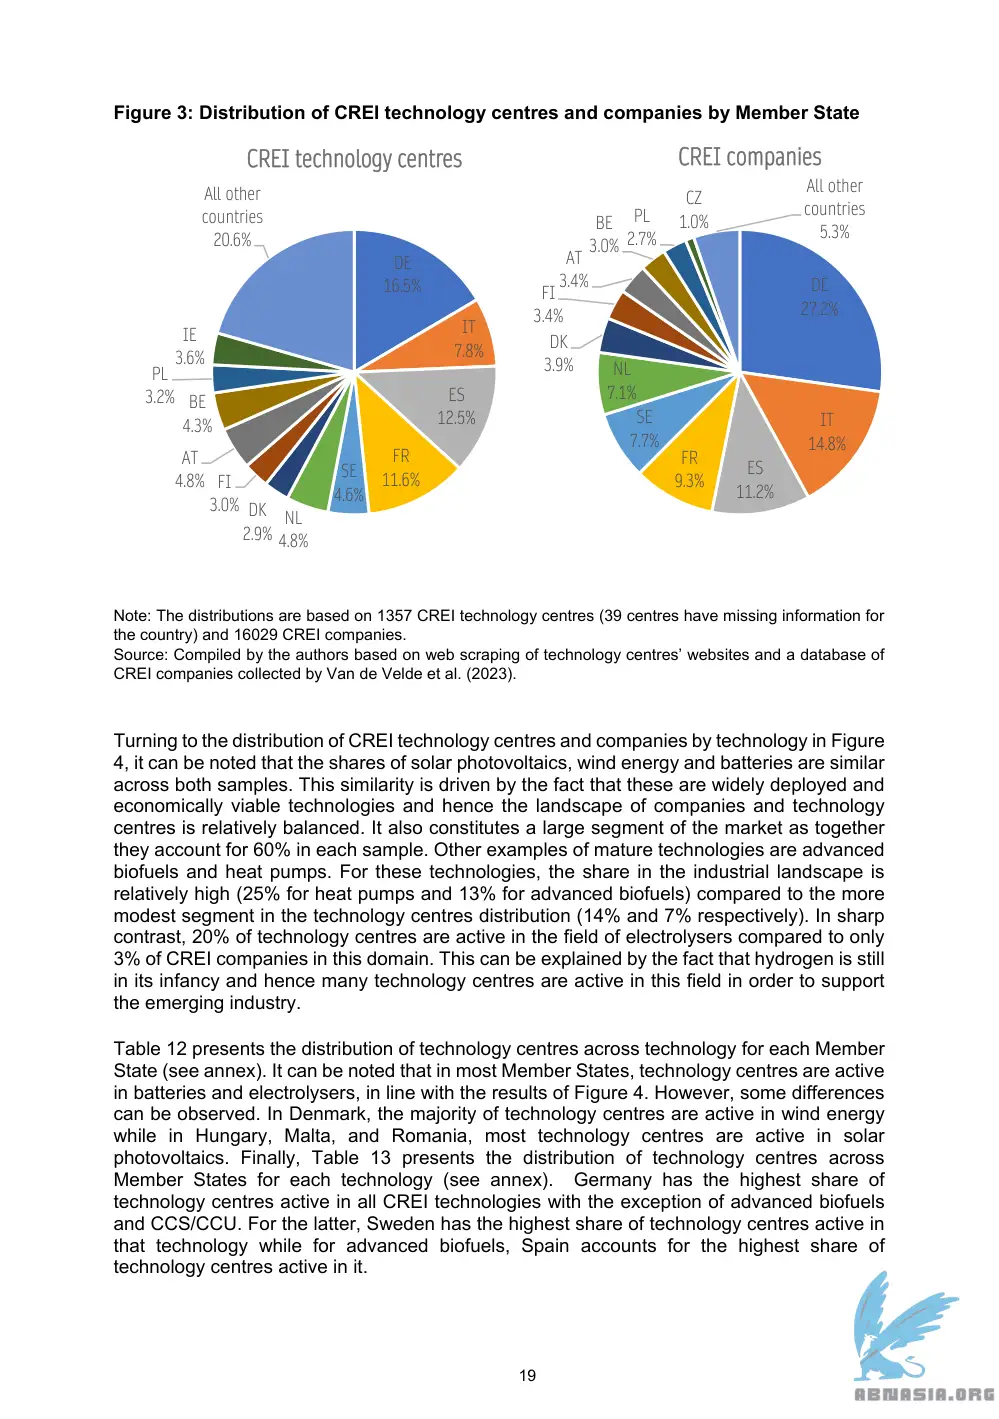 Figure 3: Distribution of CREI technology centres and companies by Member State
CREI technology centres
All other
countries
20.6%
DE
16.5%
IT
7.8%
ES
12.5%
FR
11.6%
SE
4.6%
NL
4.8%
DK
2.9%
FI
3.0%
AT
4.8%
BE
4.3%
PL
3.2%
IE
3.6%
CREI companies
All other
countries
5.3%
DE
27.2%
IT
14.8%
ES
11.2%
FR
9.3%
SE
7.7%
NL
7.1%
DK
3.9%
FI
3.4%
AT
3.4%
BE
3.0%
PL
2.7%
CZ
1.0%
Note: The distributions are based on 1357 CREI technology centres (39 centres have missing information for
the country) and 16029 CREI companies.
Source: Compiled by the authors based on web scraping of technology centres’ websites and a database of
CREI companies collected by Van de Velde et al. (2023).
Turning to the distribution of CREI technology centres and companies by technology in Figure
4, it can be noted that the shares of solar photovoltaics, wind energy and batteries are similar
across both samples. This similarity is driven by the fact that these are widely deployed and
economically viable technologies and hence the landscape of companies and technology
centres is relatively balanced. It also constitutes a large segment of the market as together
they account for 60% in each sample. Other examples of mature technologies are advanced
biofuels and heat pumps. For these technologies, the share in the industrial landscape is
relatively high (25% for heat pumps and 13% for advanced biofuels) compared to the more
modest segment in the technology centres distribution (14% and 7% respectively). In sharp
contrast, 20% of technology centres are active in the field of electrolysers compared to only
3% of CREI companies in this domain. This can be explained by the fact that hydrogen is still
in its infancy and hence many technology centres are active in this field in order to support
the emerging industry.
Table 12 presents the distribution of technology centres across technology for each Member
State (see annex). It can be noted that in most Member States, technology centres are active
in batteries and electrolysers, in line with the results of Figure 4. However, some differences
can be observed. In Denmark, the majority of technology centres are active in wind energy
while in Hungary, Malta, and Romania, most technology centres are active in solar
photovoltaics. Finally, Table 13 presents the distribution of technology centres across
Member States for each technology (see annex). Germany has the highest share of
technology centres active in all CREI technologies with the exception of advanced biofuels
and CCS/CCU. For the latter, Sweden has the highest share of technology centres active in
that technology while for advanced biofuels, Spain accounts for the highest share of
technology centres active in it.
19
ABNASIA.ORG